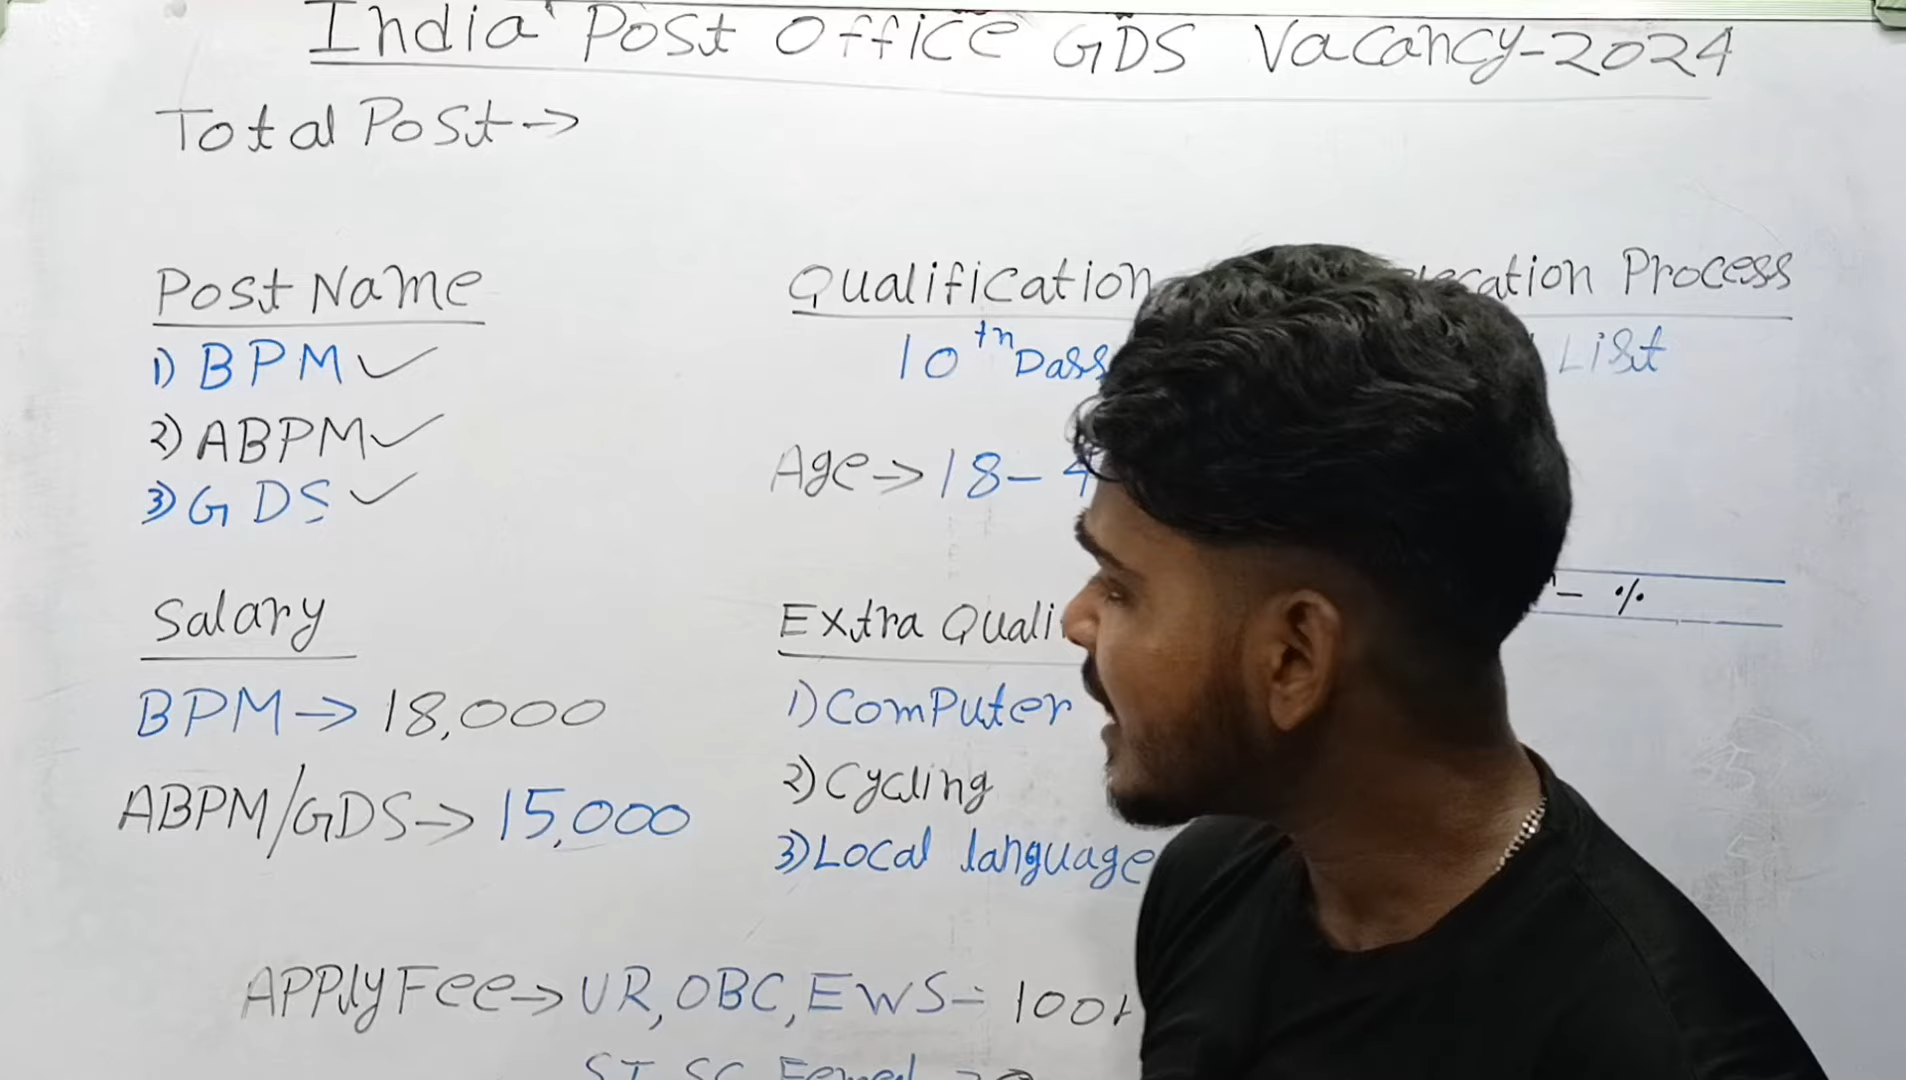 India Post Office GDS Vacancy-2024
Total Post →
Post Name
1) BPM ✓
2) ABPM ✓
3) GDS ✓
Salary
BPM → 18,000
ABPM/GDS → 15,000
Qualification
10th Pass
Age → 18-4
Extra Quali
1) Computer
2) Cycling
3) Local language
Process
List
- %
Apply Fee → UR, OBC, EWS - 100
ST SC